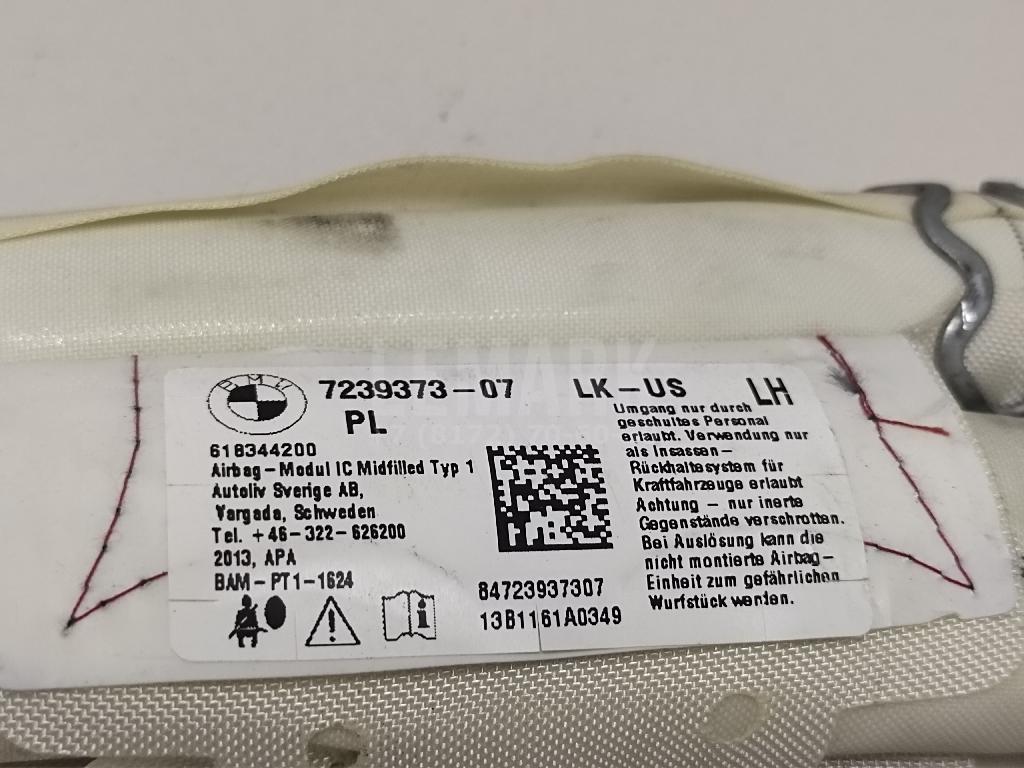 BMW
7239373-07 LK-US LH
PL
618344200
Airbag-Modul IC Midfilled Typ 1
Autoliv Sverige AB,
Vargada, Schweden
Tel. +46-322-626200
2013, APA
BAM-PT1-1624
Umgang nur durch
geschultes Personal
erlaubt. Verwendung nur
als Insassen-
Rückhaltesystem für
Kraftfahrzeuge erlaubt
Achtung - nur inerte
Gegenstände verschrotten.
Bei Auslösung kann die
nicht montierte Airbag-
Einheit zum gefährlichen
Wurfstück werden.
84723937307
13B1161A0349
LEMARK